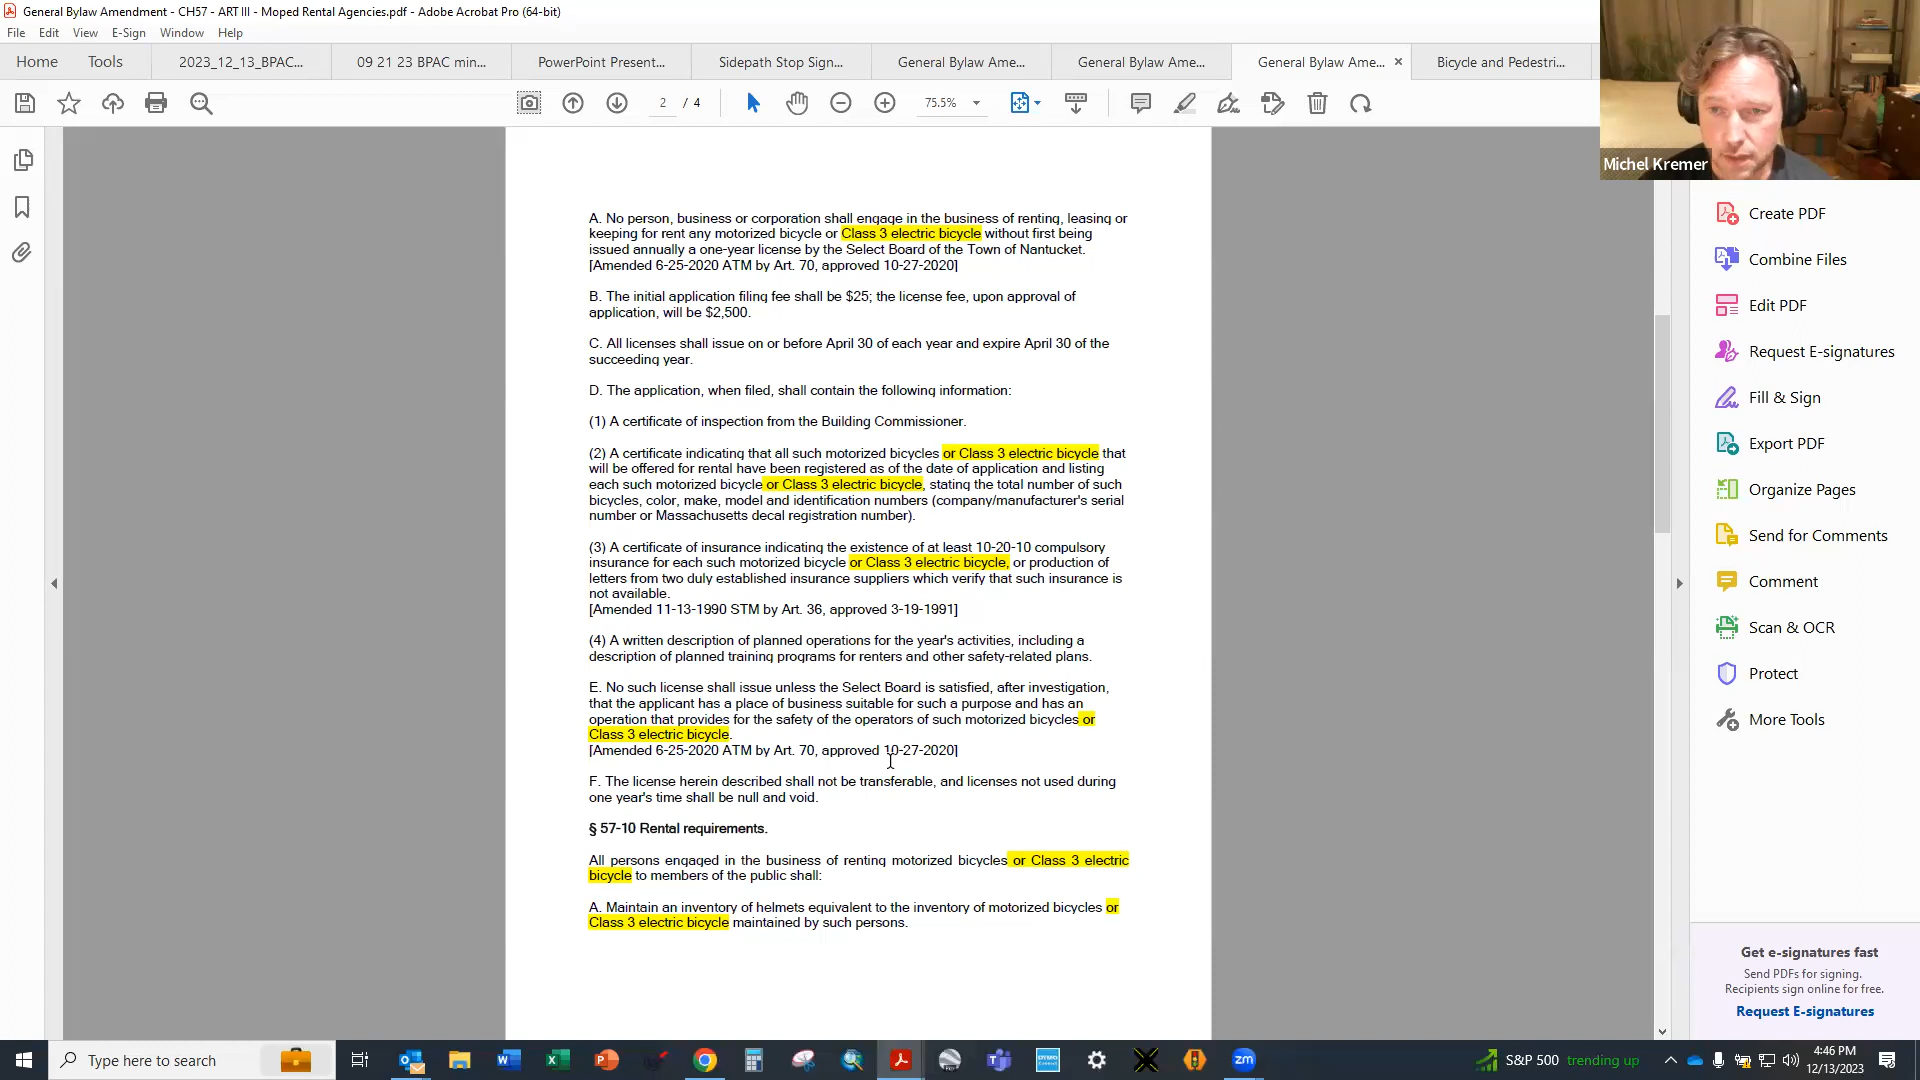 General Bylaw Amendment - CH57 - ART III - Moped Rental Agencies.pdf - Adobe Acrobat Pro (64-bit)
File Edit View E-Sign Window Help
Home Tools 2023_12_13_BPAC... 09 21 23 BPAC min... PowerPoint Present... Sidepath Stop Sign... General Bylaw Ame... General Bylaw Ame... General Bylaw Ame... × Bicycle and Pedestri...
2 / 4 75.5%
Michel Kremer
A. No person, business or corporation shall engage in the business of renting, leasing or
keeping for rent any motorized bicycle or Class 3 electric bicycle without first being
issued annually a one-year license by the Select Board of the Town of Nantucket.
[Amended 6-25-2020 ATM by Art. 70, approved 10-27-2020]
B. The initial application filing fee shall be $25; the license fee, upon approval of
application, will be $2,500.
C. All licenses shall issue on or before April 30 of each year and expire April 30 of the
succeeding year.
D. The application, when filed, shall contain the following information:
(1) A certificate of inspection from the Building Commissioner.
(2) A certificate indicating that all such motorized bicycles or Class 3 electric bicycle that
will be offered for rental have been registered as of the date of application and listing
each such motorized bicycle or Class 3 electric bicycle, stating the total number of such
bicycles, color, make, model and identification numbers (company/manufacturer's serial
number or Massachusetts decal registration number).
(3) A certificate of insurance indicating the existence of at least 10-20-10 compulsory
insurance for each such motorized bicycle or Class 3 electric bicycle, or production of
letters from two duly established insurance suppliers which verify that such insurance is
not available.
[Amended 11-13-1990 STM by Art. 36, approved 3-19-1991]
(4) A written description of planned operations for the year's activities, including a
description of planned training programs for renters and other safety-related plans.
E. No such license shall issue unless the Select Board is satisfied, after investigation,
that the applicant has a place of business suitable for such a purpose and has an
operation that provides for the safety of the operators of such motorized bicycles or
Class 3 electric bicycle.
[Amended 6-25-2020 ATM by Art. 70, approved 10-27-2020]
F. The license herein described shall not be transferable, and licenses not used during
one year's time shall be null and void.
§ 57-10 Rental requirements.
All persons engaged in the business of renting motorized bicycles or Class 3 electric
bicycle to members of the public shall:
A. Maintain an inventory of helmets equivalent to the inventory of motorized bicycles or
Class 3 electric bicycle maintained by such persons.
Create PDF
Combine Files
Edit PDF
Request E-signatures
Fill & Sign
Export PDF
Organize Pages
Send for Comments
Comment
Scan & OCR
Protect
More Tools
Get e-signatures fast
Send PDFs for signing.
Recipients sign online for free.
Request E-Signatures
Type here to search
S&P 500 trending up
4:46 PM
12/13/2023